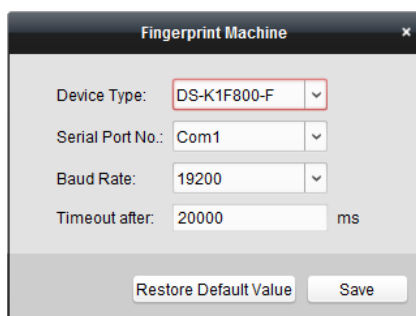 Fingerprint Machine ×
Device Type: DS-K1F800-F
Serial Port No.: Com1
Baud Rate: 19200
Timeout after: 20000 ms
Restore Default Value Save